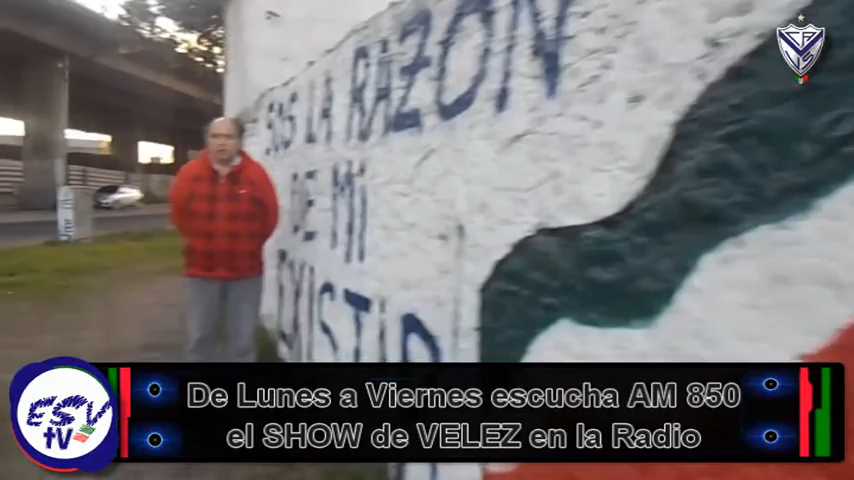 SOS LA RAZÓN
DE MI
EXISTIR
De Lunes a Viernes escucha AM 850
el SHOW de VELEZ en la Radio
ESV
tv